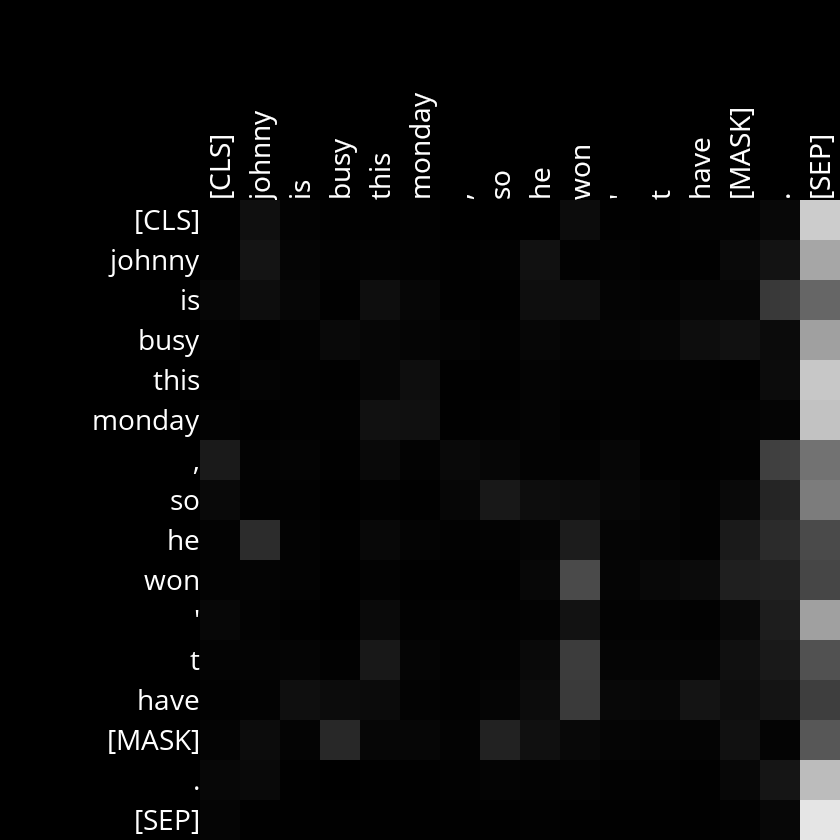 [CLS] johnny is busy this monday , so he won ' t have [MASK] . [SEP]
[CLS]
johnny
is
busy
this
monday
,
so
he
won
'
t
have
[MASK]
.
[SEP]